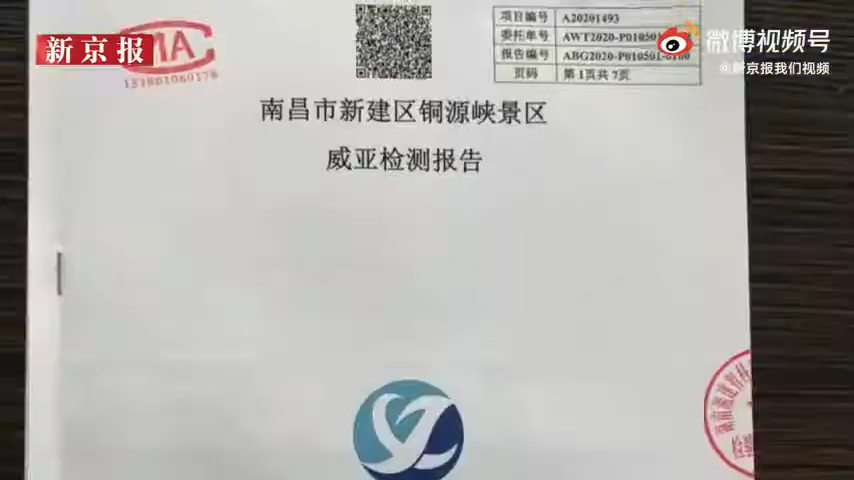 新京报
MA
项目编号 A20201493
委托单号
报告编号
页码 第 1页共 7页
微博视频号
@新京报我们视频
南昌市新建区铜源峡景区
威亚检测报告